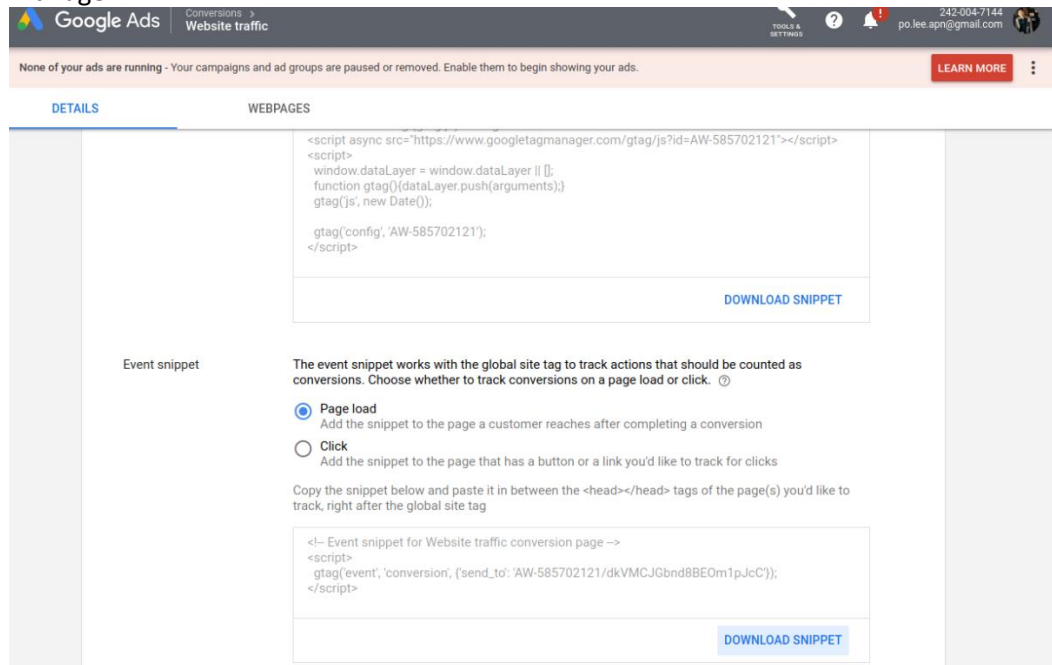 Google Ads
Conversions >
Website traffic
TOOLS &
SETTINGS
242-004-7144
po.lee.apn@gmail.com
None of your ads are running - Your campaigns and ad groups are paused or removed. Enable them to begin showing your ads.
LEARN MORE
DETAILS
WEBPAGES
<script async src="https://www.googletagmanager.com/gtag/js?id=AW-585702121"></script>
<script>
window.dataLayer = window.dataLayer || [];
function gtag(){dataLayer.push(arguments);}
gtag('js', new Date());
gtag('config', 'AW-585702121');
</script>
DOWNLOAD SNIPPET
Event snippet
The event snippet works with the global site tag to track actions that should be counted as
conversions. Choose whether to track conversions on a page load or click.
Page load
Add the snippet to the page a customer reaches after completing a conversion
Click
Add the snippet to the page that has a button or a link you'd like to track for clicks
Copy the snippet below and paste it in between the <head></head> tags of the page(s) you'd like to
track, right after the global site tag
<!-- Event snippet for Website traffic conversion page -->
<script>
gtag('event', 'conversion', {'send_to': 'AW-585702121/dkVMCJGbnd8BEOm1pJcC'});
</script>
DOWNLOAD SNIPPET